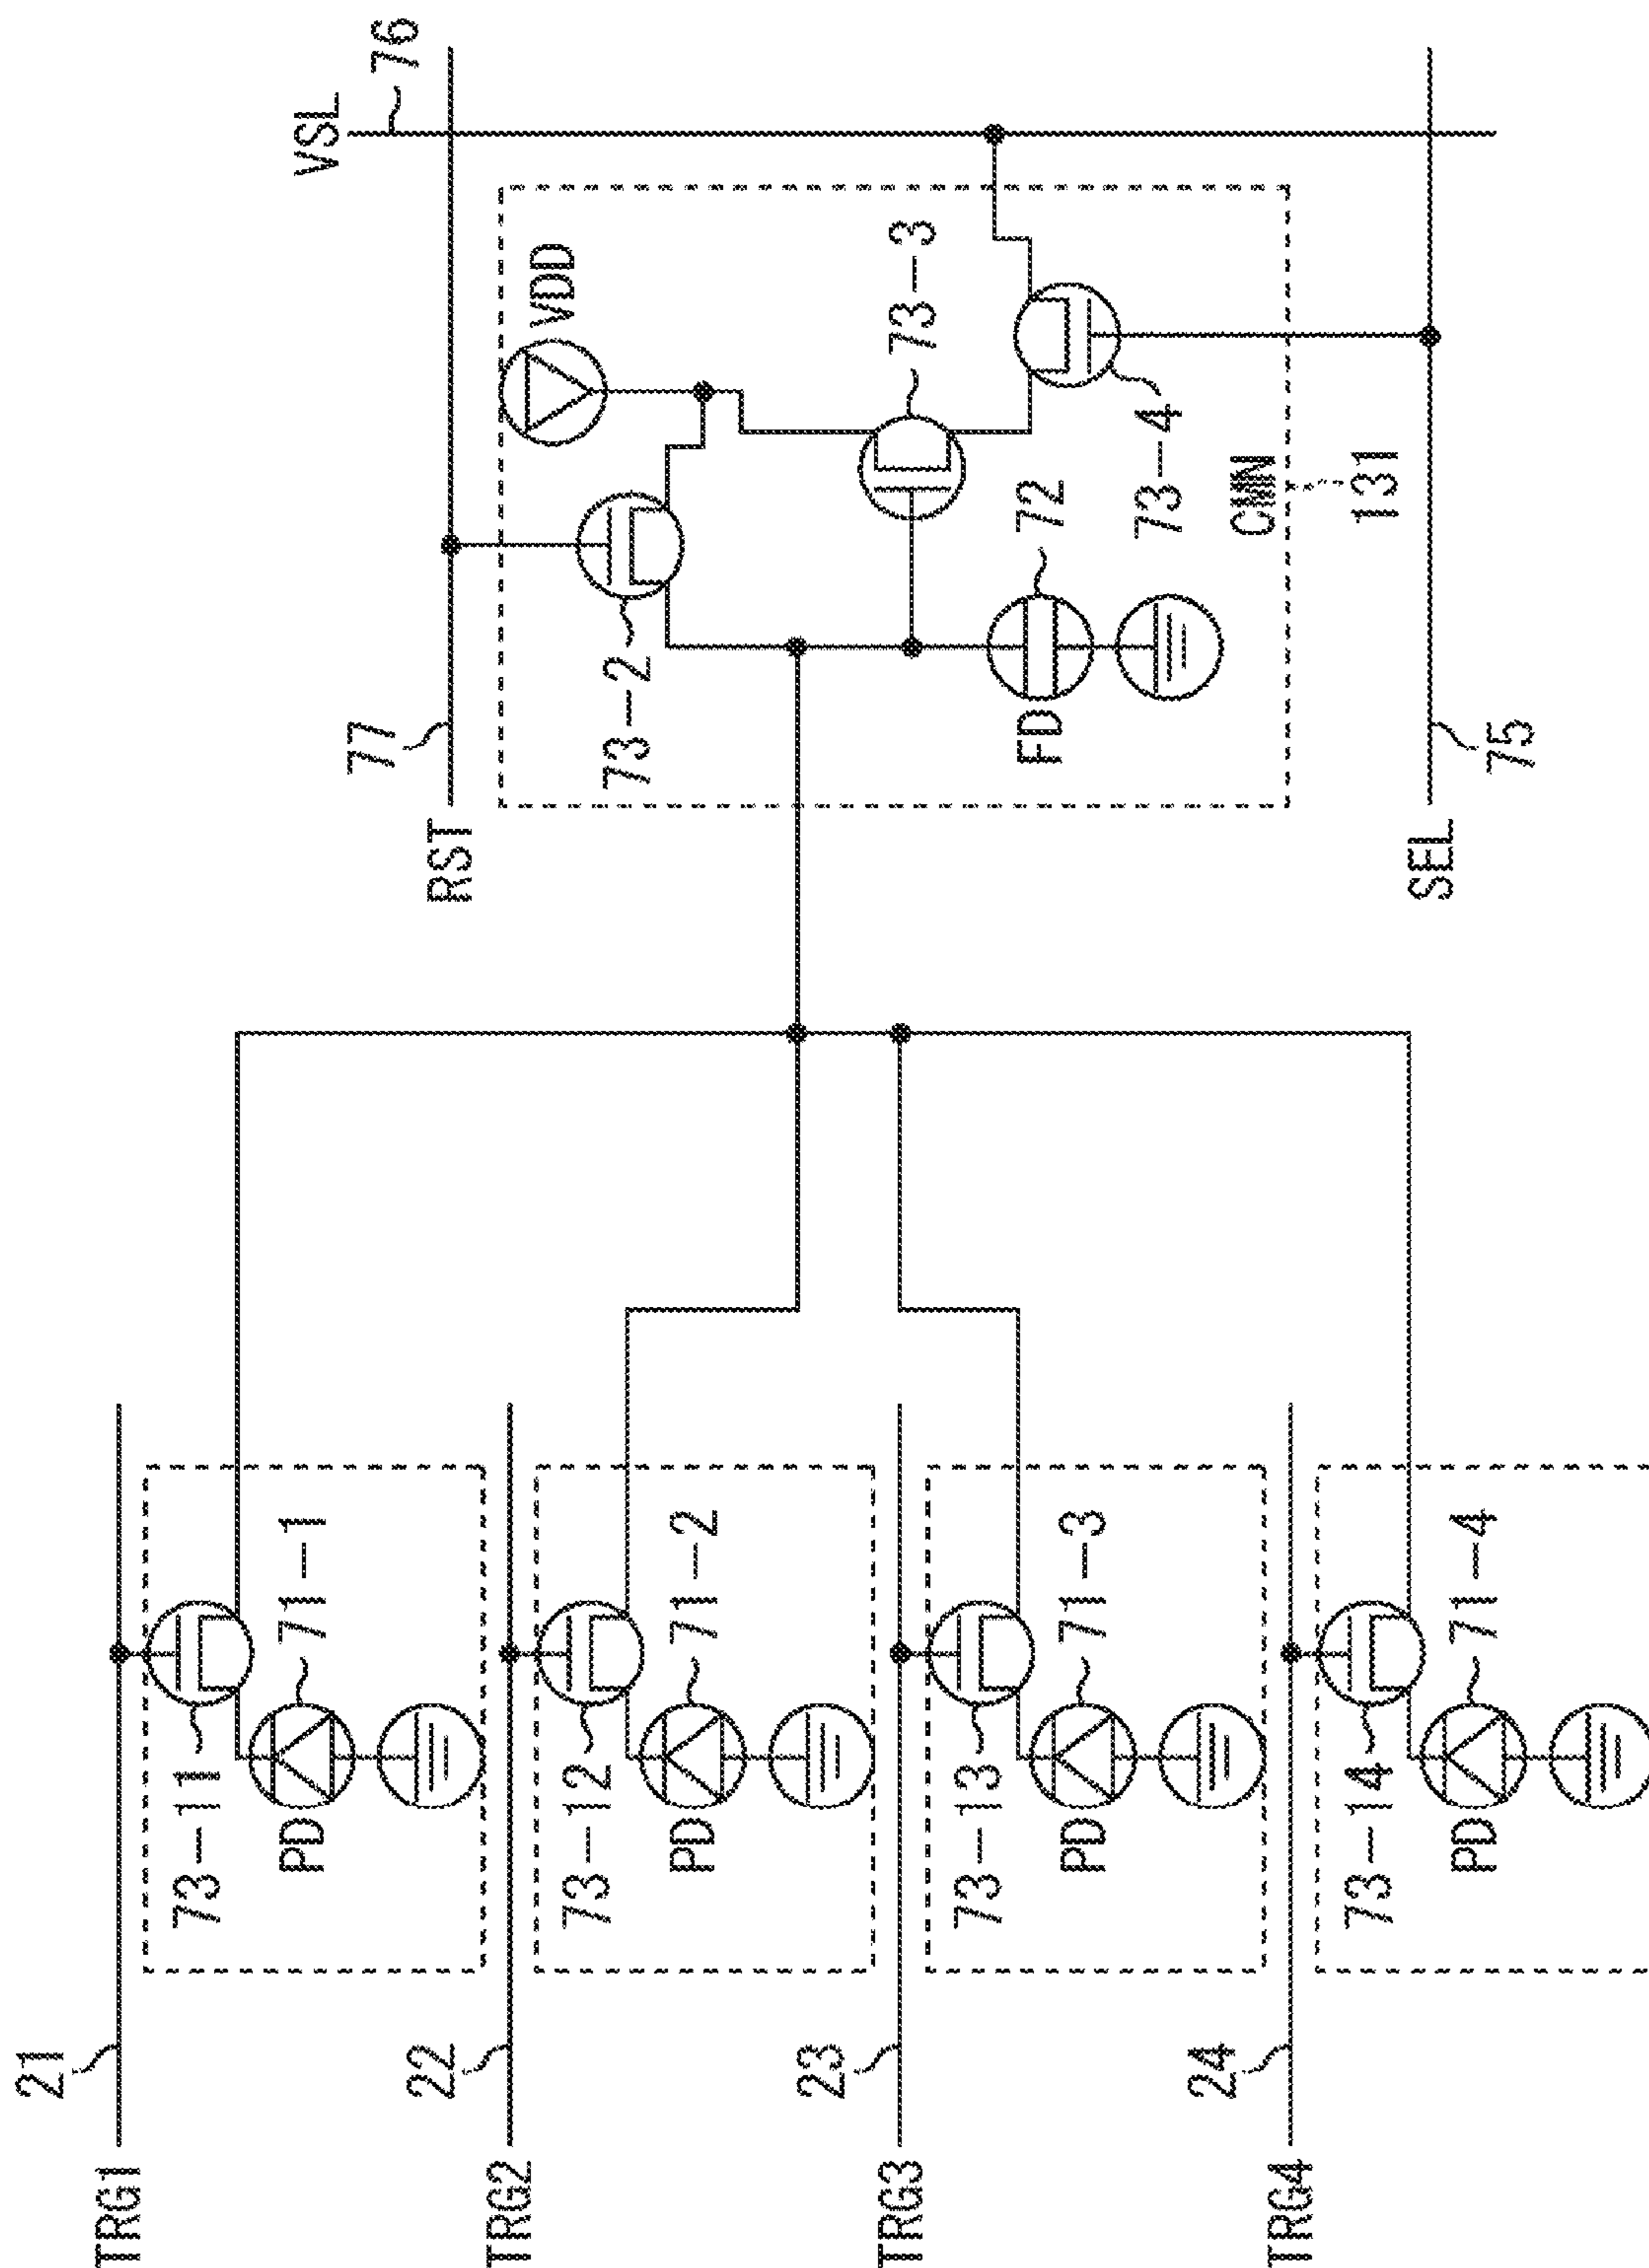 TRG1
21
73-11
PD
71-1
TRG2
22
73-12
PD
71-2
TRG3
23
73-13
PD
71-3
TRG4
24
73-14
PD
71-4
RST
77
VSL
76
VDD
73-2
73-3
FD
72
73-4
CMN
131
SEL
75